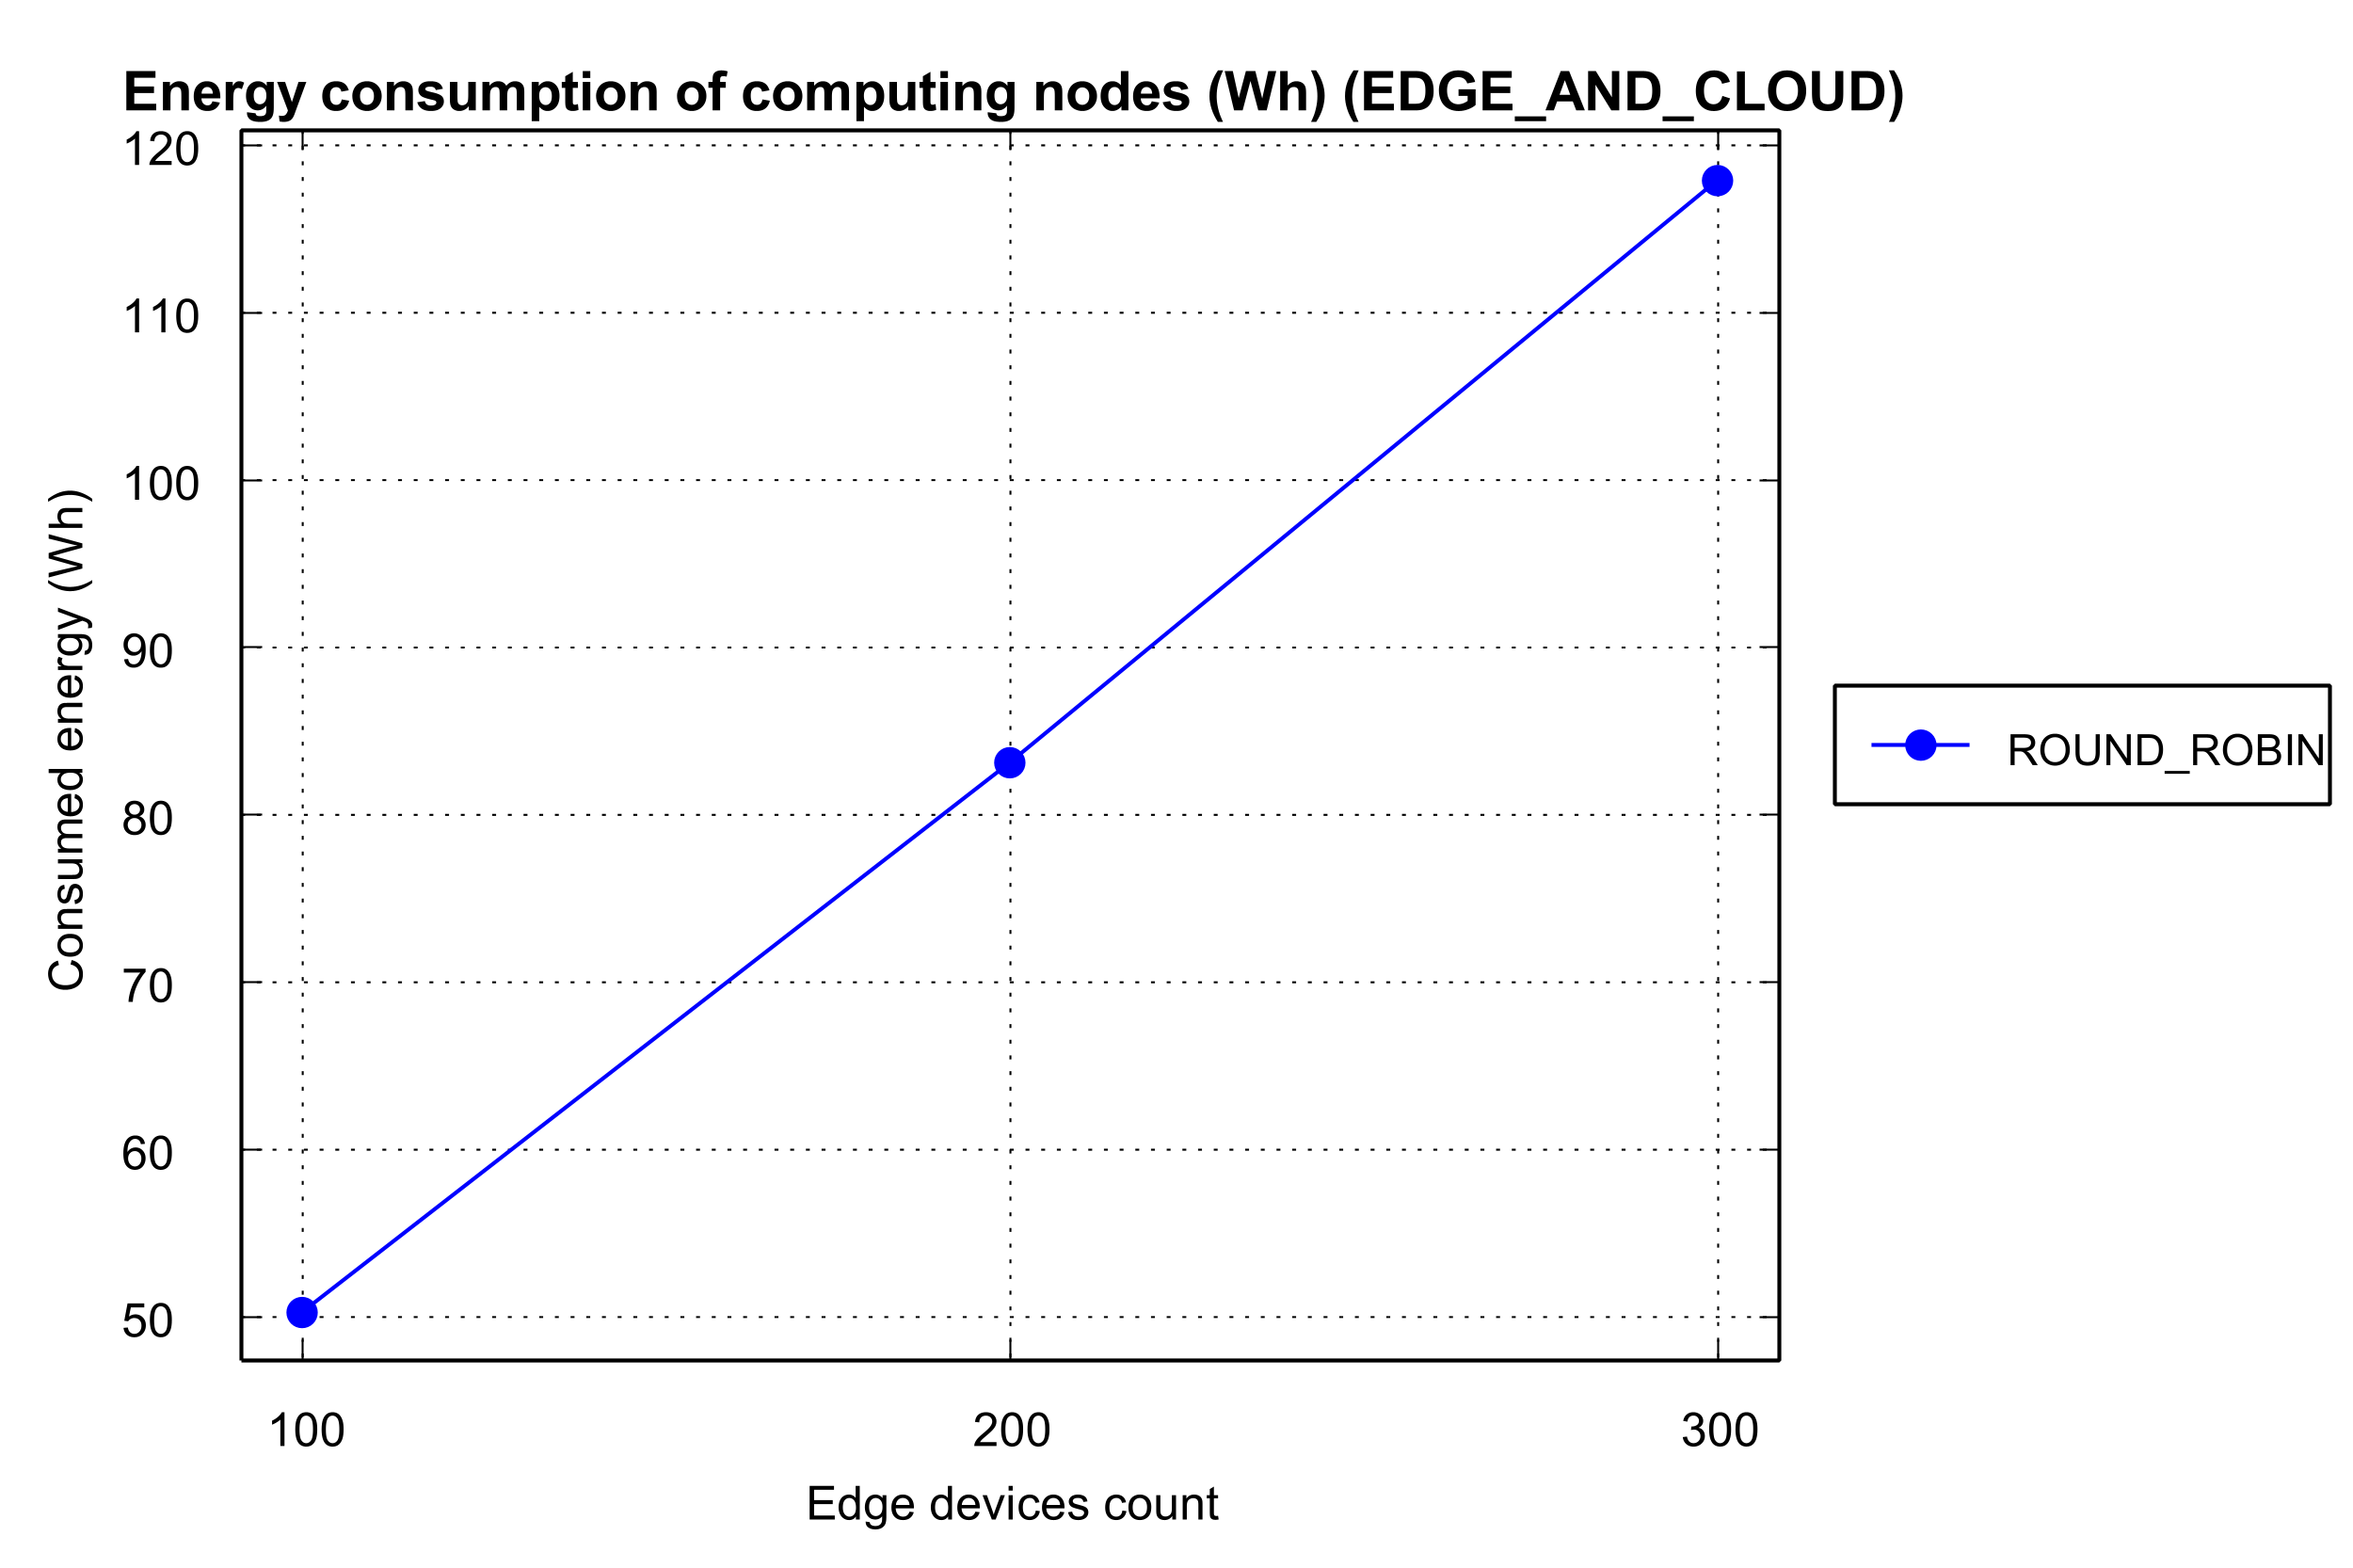 Energy consumption of computing nodes (Wh) (EDGE_AND_CLOUD)
120
110
100
90
80
70
60
50
Consumed energy (Wh)
100
200
300
Edge devices count
ROUND_ROBIN